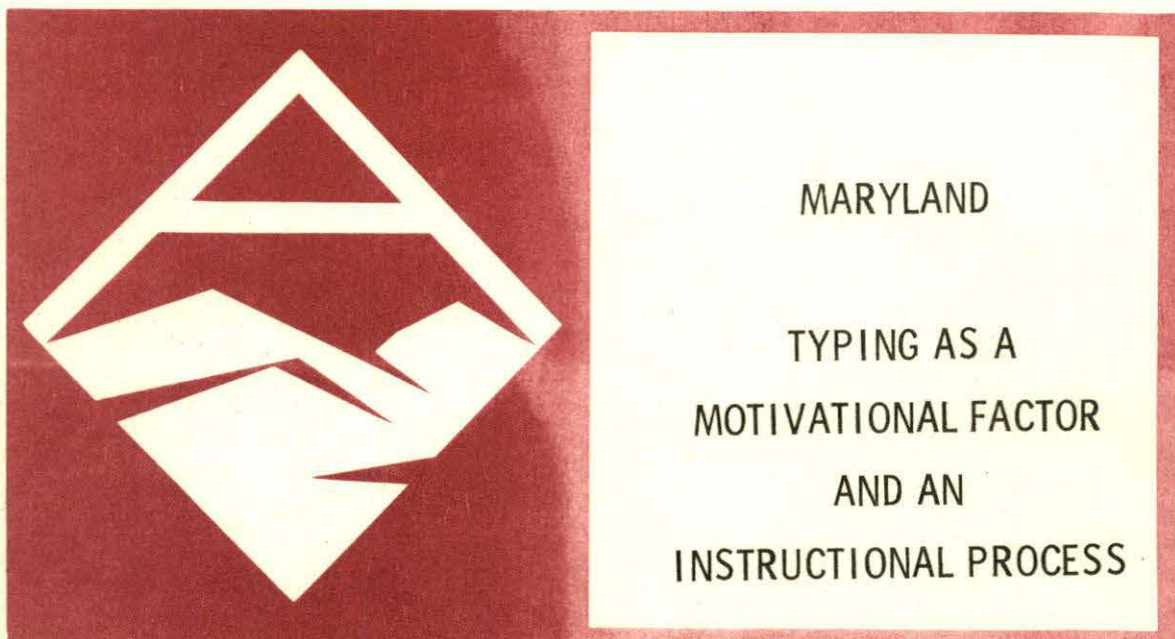 MARYLAND
TYPING AS A
MOTIVATIONAL FACTOR
AND AN
INSTRUCTIONAL PROCESS